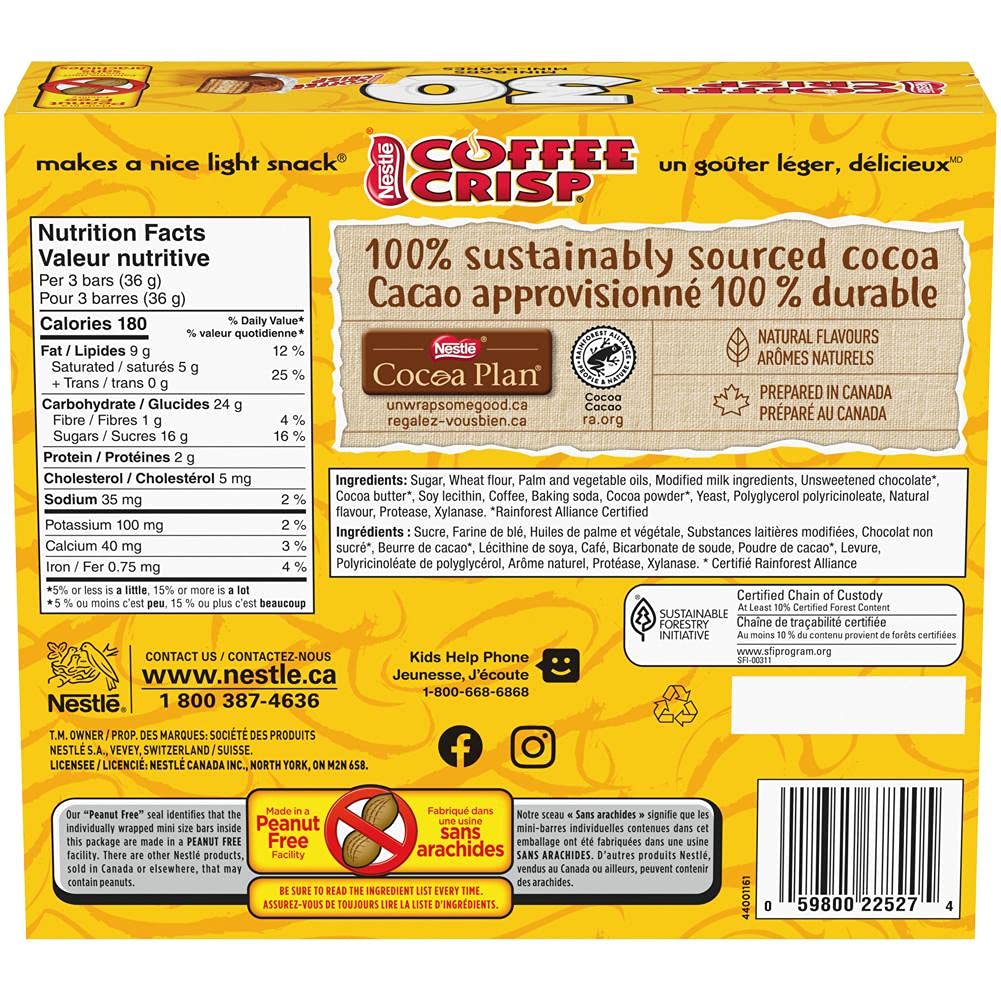 Peanut
sans
arachides
30
MINI BARS
MINI-BARRES
COFFEE
CRISP
makes a nice light snack®
Nestlé®
COFFEE
CRISP®
un goûter léger, délicieuxMD
Nutrition Facts
Valeur nutritive
Per 3 bars (36 g)
Pour 3 barres (36 g)
Calories 180
% Daily Value*
% valeur quotidienne*
Fat / Lipides 9 g 12 %
Saturated / saturés 5 g
+ Trans / trans 0 g 25 %
Carbohydrate / Glucides 24 g
Fibre / Fibres 1 g 4 %
Sugars / Sucres 16 g 16 %
Protein / Protéines 2 g
Cholesterol / Cholestérol 5 mg
Sodium 35 mg 2 %
Potassium 100 mg 2 %
Calcium 40 mg 3 %
Iron / Fer 0.75 mg 4 %
*5% or less is a little, 15% or more is a lot
*5 % ou moins c'est peu, 15 % ou plus c'est beaucoup
100% sustainably sourced cocoa
Cacao approvisionné 100 % durable
Nestlé®
Cocoa Plan®
unwrapsomegood.ca
regalez-vousbien.ca
RAINFOREST ALLIANCE
PEOPLE & NATURE
Cocoa
Cacao
ra.org
NATURAL FLAVOURS
ARÔMES NATURELS
PREPARED IN CANADA
PRÉPARÉ AU CANADA
Ingredients: Sugar, Wheat flour, Palm and vegetable oils, Modified milk ingredients, Unsweetened chocolate*,
Cocoa butter*, Soy lecithin, Coffee, Baking soda, Cocoa powder*, Yeast, Polyglycerol polyricinoleate, Natural
flavour, Protease, Xylanase. *Rainforest Alliance Certified
Ingrédients : Sucre, Farine de blé, Huiles de palme et végétale, Substances laitières modifiées, Chocolat non
sucré*, Beurre de cacao*, Lécithine de soya, Café, Bicarbonate de soude, Poudre de cacao*, Levure,
Polyricinoléate de polyglycérol, Arôme naturel, Protéase, Xylanase. * Certifié Rainforest Alliance
SUSTAINABLE
FORESTRY
INITIATIVE
Certified Chain of Custody
At Least 10% Certified Forest Content
Chaîne de traçabilité certifiée
Au moins 10 % du contenu provient de forêts certifiées
www.sfiprogram.org
SFI-00311
Nestlé®
CONTACT US / CONTACTEZ-NOUS
www.nestle.ca
1 800 387-4636
Kids Help Phone
Jeunesse, J'écoute
1-800-668-6868
T.M. OWNER / PROP. DES MARQUES: SOCIÉTÉ DES PRODUITS
NESTLÉ S.A., VEVEY, SWITZERLAND / SUISSE.
LICENSEE / LICENCIÉ: NESTLÉ CANADA INC., NORTH YORK, ON M2N 6S8.
Our "Peanut Free" seal identifies that the
individually wrapped mini size bars inside
this package are made in a PEANUT FREE
facility. There are other Nestlé products,
sold in Canada or elsewhere, that may
contain peanuts.
Made in a
Peanut
Free
Facility
Fabriqué dans
une usine
sans
arachides
BE SURE TO READ THE INGREDIENT LIST EVERY TIME.
ASSUREZ-VOUS DE TOUJOURS LIRE LA LISTE D'INGRÉDIENTS.
Notre sceau « Sans arachides » signifie que les
mini-barres individuelles contenues dans cet
emballage ont été fabriquées dans une usine
SANS ARACHIDES. D'autres produits Nestlé,
vendus au Canada ou ailleurs, peuvent contenir
des arachides.
44001161
0 59800 22527 4